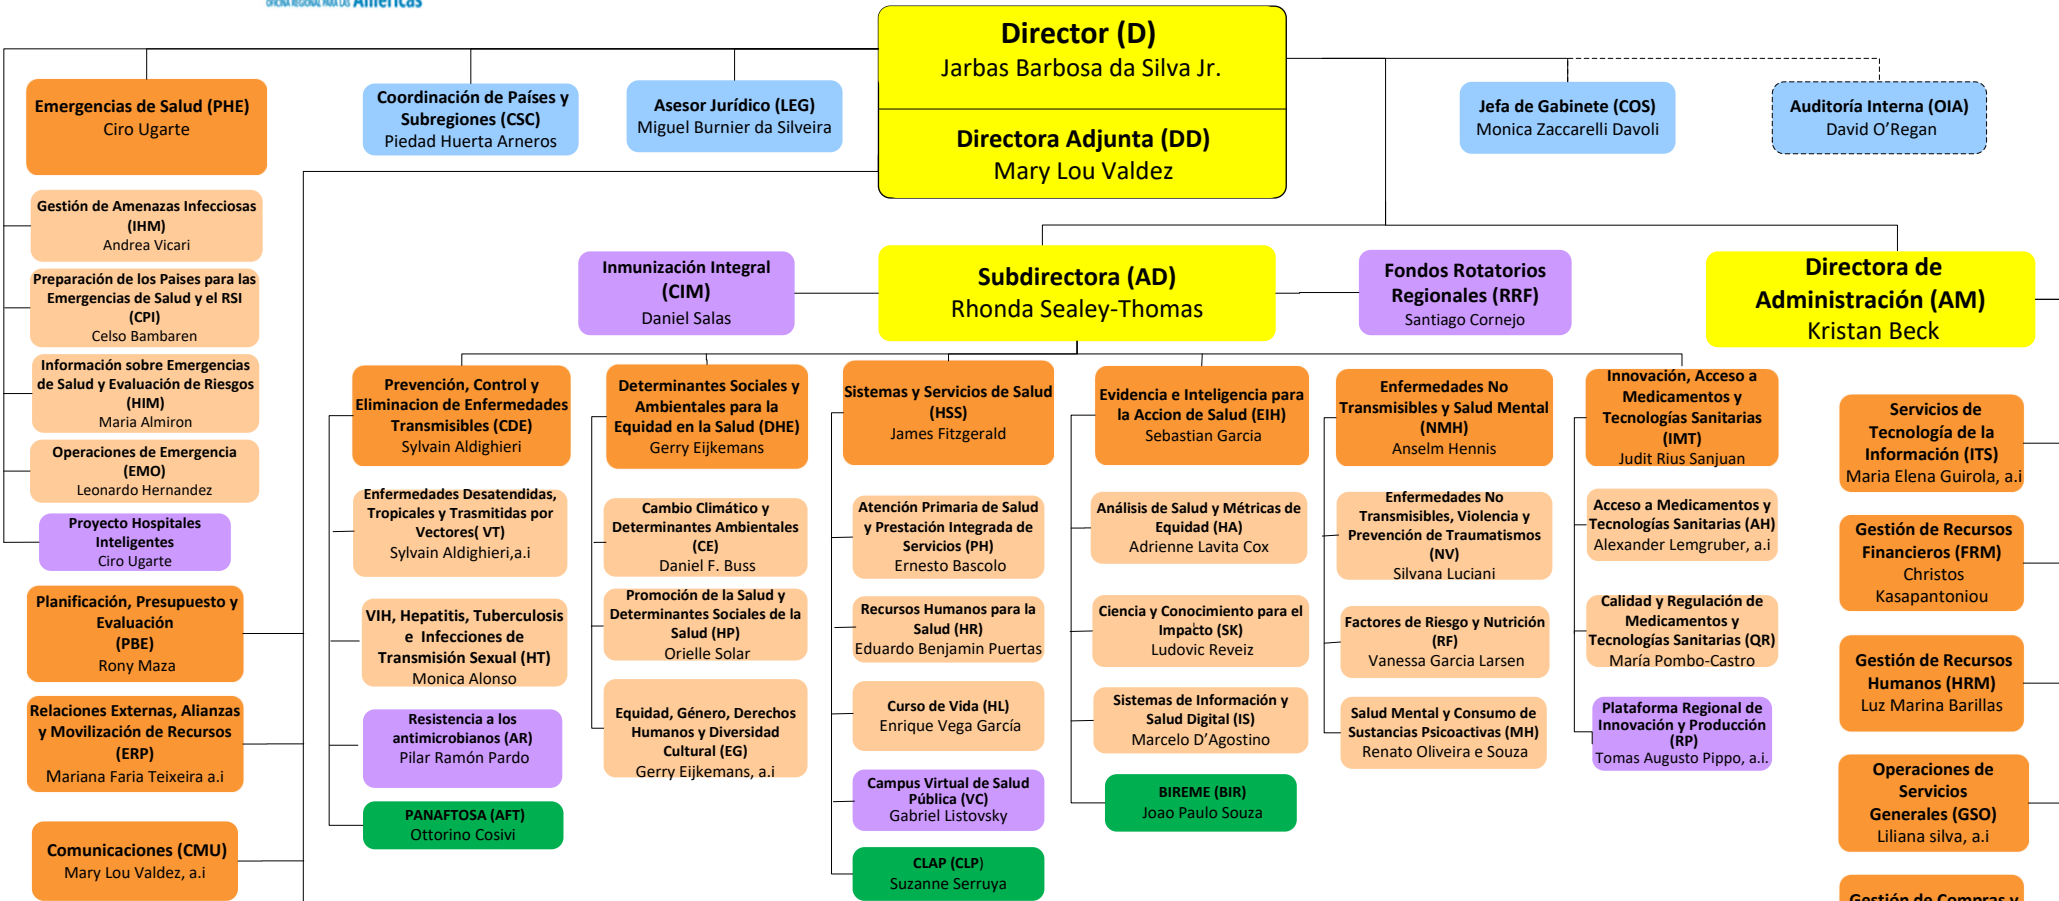 OFICINA REGIONAL PARA LAS Américas
Director (D)
Jarbas Barbosa da Silva Jr.
Directora Adjunta (DD)
Mary Lou Valdez
Emergencias de Salud (PHE)
Ciro Ugarte
Coordinación de Países y
Subregiones (CSC)
Piedad Huerta Arneros
Asesor Jurídico (LEG)
Miguel Burnier da Silveira
Jefa de Gabinete (COS)
Monica Zaccarelli Davoli
Auditoría Interna (OIA)
David O’Regan
Gestión de Amenazas Infecciosas
(IHM)
Andrea Vicari
Preparación de los Paises para las
Emergencias de Salud y el RSI
(CPI)
Celso Bambaren
Información sobre Emergencias
de Salud y Evaluación de Riesgos
(HIM)
Maria Almiron
Operaciones de Emergencia
(EMO)
Leonardo Hernandez
Proyecto Hospitales
Inteligentes
Ciro Ugarte
Planificación, Presupuesto y
Evaluación
(PBE)
Rony Maza
Relaciones Externas, Alianzas
y Movilización de Recursos
(ERP)
Mariana Faria Teixeira a.i
Comunicaciones (CMU)
Mary Lou Valdez, a.i
Inmunización Integral
(CIM)
Daniel Salas
Subdirectora (AD)
Rhonda Sealey-Thomas
Fondos Rotatorios
Regionales (RRF)
Santiago Cornejo
Directora de
Administración (AM)
Kristan Beck
Prevención, Control y
Eliminacion de Enfermedades
Transmisibles (CDE)
Sylvain Aldighieri
Enfermedades Desatendidas,
Tropicales y Trasmitidas por
Vectores( VT)
Sylvain Aldighieri,a.i
VIH, Hepatitis, Tuberculosis
e Infecciones de
Transmisión Sexual (HT)
Monica Alonso
Resistencia a los
antimicrobianos (AR)
Pilar Ramón Pardo
PANAFTOSA (AFT)
Ottorino Cosivi
Determinantes Sociales y
Ambientales para la
Equidad en la Salud (DHE)
Gerry Eijkemans
Cambio Climático y
Determinantes Ambientales
(CE)
Daniel F. Buss
Promoción de la Salud y
Determinantes Sociales de la
Salud (HP)
Orielle Solar
Equidad, Género, Derechos
Humanos y Diversidad
Cultural (EG)
Gerry Eijkemans, a.i
Sistemas y Servicios de Salud
(HSS)
James Fitzgerald
Atención Primaria de Salud
y Prestación Integrada de
Servicios (PH)
Ernesto Bascolo
Recursos Humanos para la
Salud (HR)
Eduardo Benjamin Puertas
Curso de Vida (HL)
Enrique Vega García
Campus Virtual de Salud
Pública (VC)
Gabriel Listovsky
CLAP (CLP)
Suzanne Serruya
Evidencia e Inteligencia para
la Accion de Salud (EIH)
Sebastian Garcia
Análisis de Salud y Métricas de
Equidad (HA)
Adrienne Lavita Cox
Ciencia y Conocimiento para el
Impacto (SK)
Ludovic Reveiz
Sistemas de Información y
Salud Digital (IS)
Marcelo D’Agostino
BIREME (BIR)
Joao Paulo Souza
Enfermedades No
Transmisibles y Salud Mental
(NMH)
Anselm Hennis
Enfermedades No
Transmisibles, Violencia y
Prevención de Traumatismos
(NV)
Silvana Luciani
Factores de Riesgo y Nutrición
(RF)
Vanessa Garcia Larsen
Salud Mental y Consumo de
Sustancias Psicoactivas (MH)
Renato Oliveira e Souza
Innovación, Acceso a
Medicamentos y
Tecnologías Sanitarias
(IMT)
Judit Rius Sanjuan
Acceso a Medicamentos y
Tecnologías Sanitarias (AH)
Alexander Lemgruber, a.i
Calidad y Regulación de
Medicamentos y
Tecnologías Sanitarias (QR)
María Pombo-Castro
Plataforma Regional de
Innovación y Producción
(RP)
Tomas Augusto Pippo, a.i.
Servicios de
Tecnología de la
Información (ITS)
Maria Elena Guirola, a.i
Gestión de Recursos
Financieros (FRM)
Christos
Kasapantoniou
Gestión de Recursos
Humanos (HRM)
Luz Marina Barillas
Operaciones de
Servicios
Generales (GSO)
Liliana silva, a.i
Gestión de Compras y